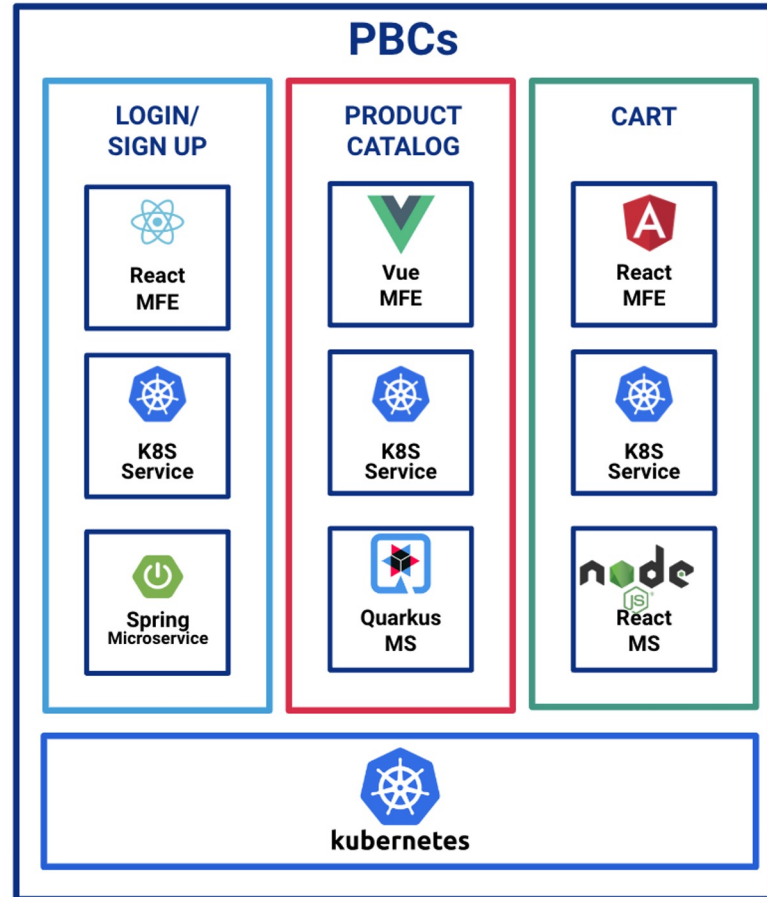 PBCs
LOGIN/
SIGN UP
React
MFE
K8S
Service
Spring
Microservice
PRODUCT
CATALOG
Vue
MFE
K8S
Service
Quarkus
MS
CART
A
React
MFE
K8S
Service
node
JS
React
MS
kubernetes